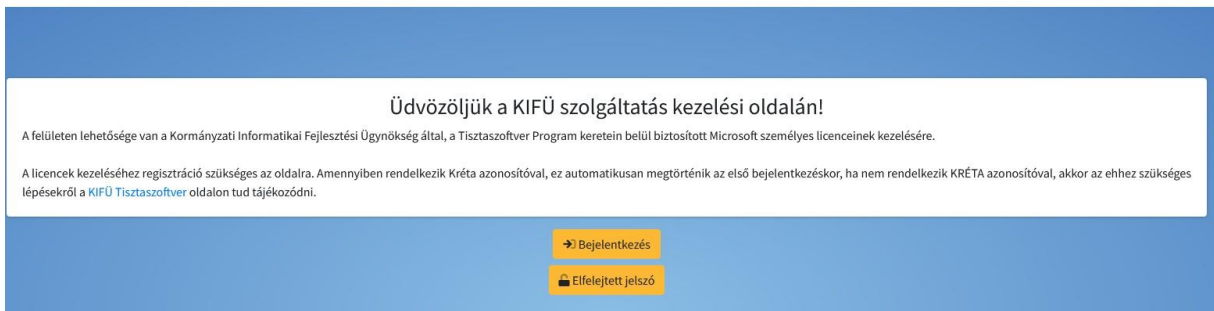 Üdvözöljük a KIFÜ szolgáltatás kezelési oldalán!
A felületen lehetősége van a Kormányzati Informatikai Fejlesztési Ügynökség által, a Tisztaszoftver Program keretein belül biztosított Microsoft személyes licenceinek kezelésére.
A licencek kezeléséhez regisztráció szükséges az oldalra. Amennyiben rendelkezik Kréta azonosítóval, ez automatikusan megtörténik az első bejelentkezéskor, ha nem rendelkezik KRÉTA azonosítóval, akkor az ehhez szükséges
lépésekről a KIFÜ Tisztaszoftver oldalon tud tájékozódni.
Bejelentkezés
Elfelejtett jelszó